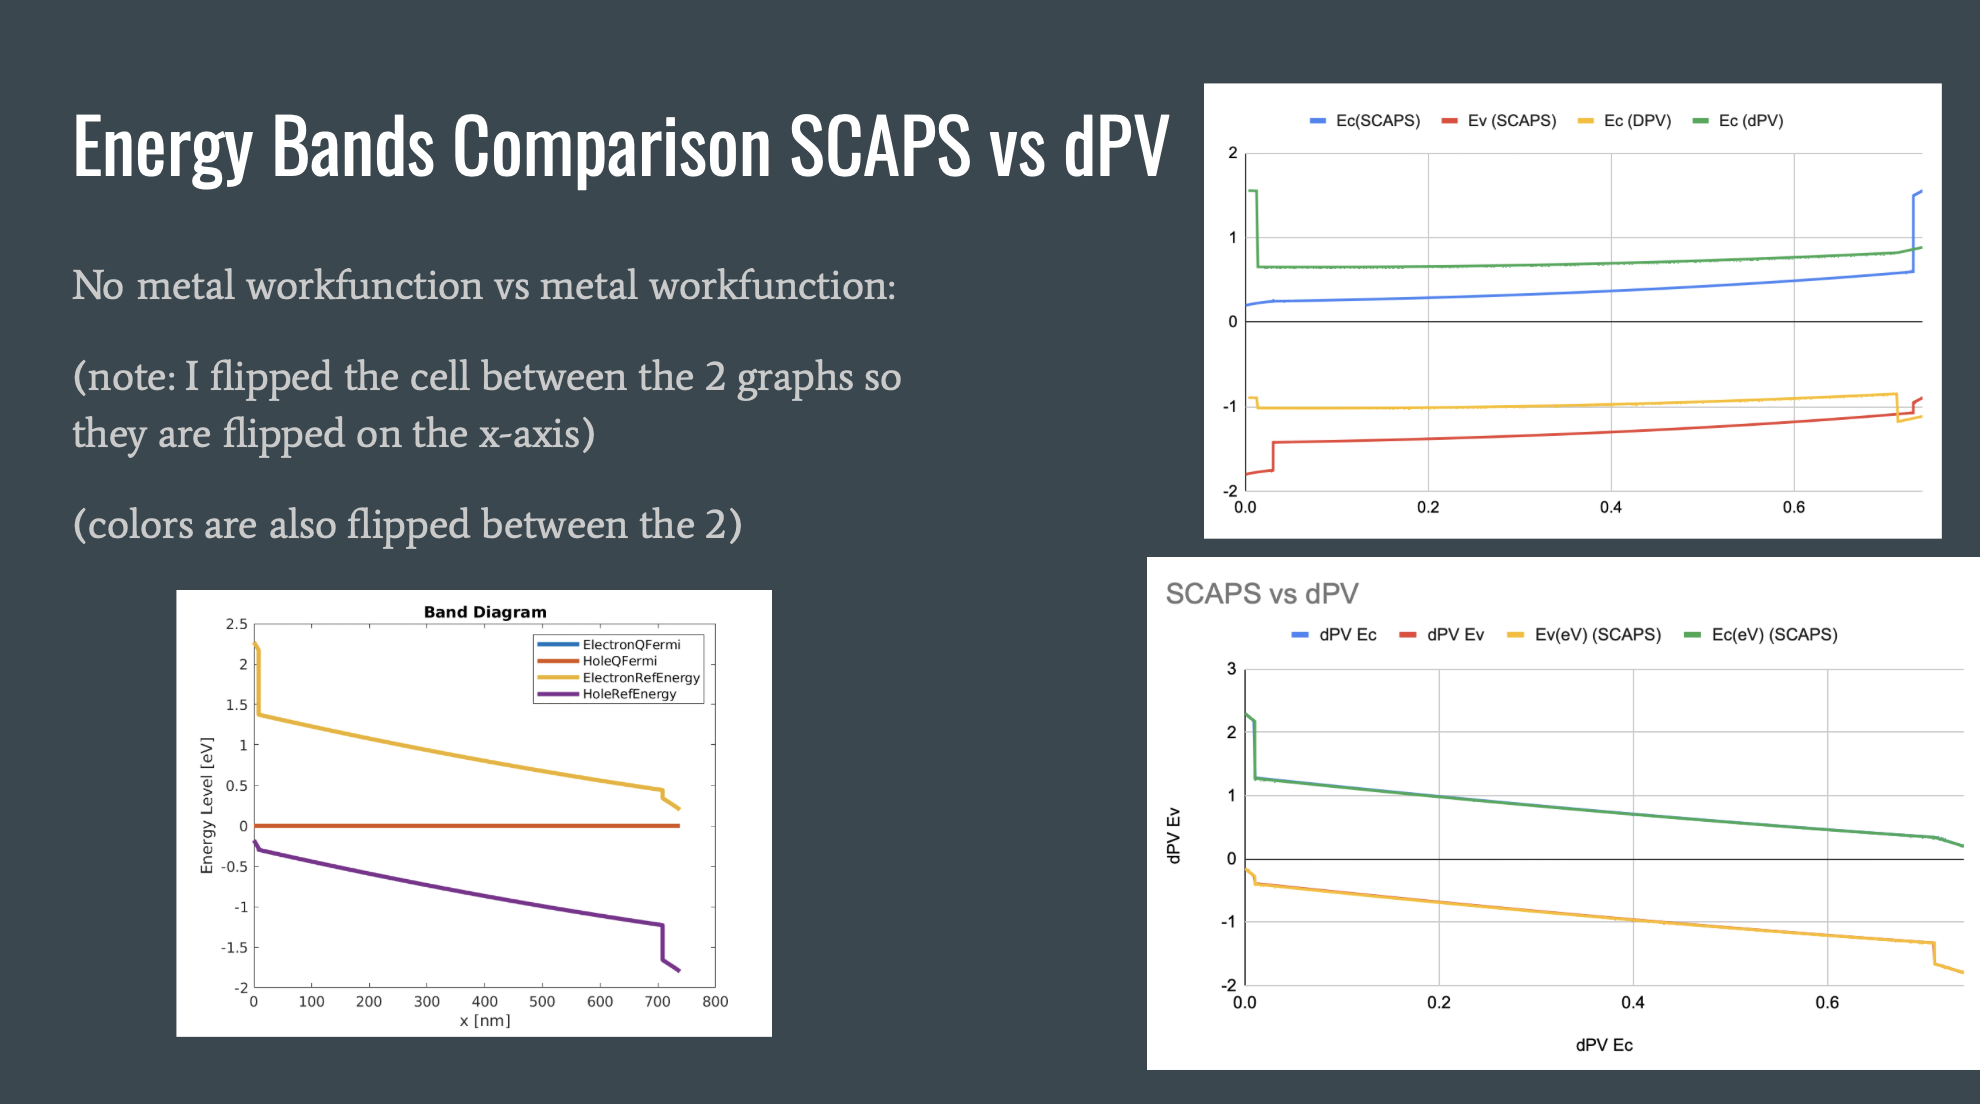 Energy Bands Comparison SCAPS vs dPV
No metal workfunction vs metal workfunction:
(note: I flipped the cell between the 2 graphs so
they are flipped on the x-axis)
(colors are also flipped between the 2)
Ec(SCAPS) Ev (SCAPS) Ec (DPV) Ec (dPV)
2
1
0
-1
-2
0.0 0.2 0.4 0.6
Band Diagram
2.5
2
1.5
1
0.5
0
-0.5
-1
-1.5
-2
Energy Level [eV]
ElectronQFermi
HoleQFermi
ElectronRefEnergy
HoleRefEnergy
0 100 200 300 400 500 600 700 800
x [nm]
SCAPS vs dPV
dPV Ec dPV Ev Ev(eV) (SCAPS) Ec(eV) (SCAPS)
3
2
1
0
-1
-2
dPV Ev
0.0 0.2 0.4 0.6
dPV Ec